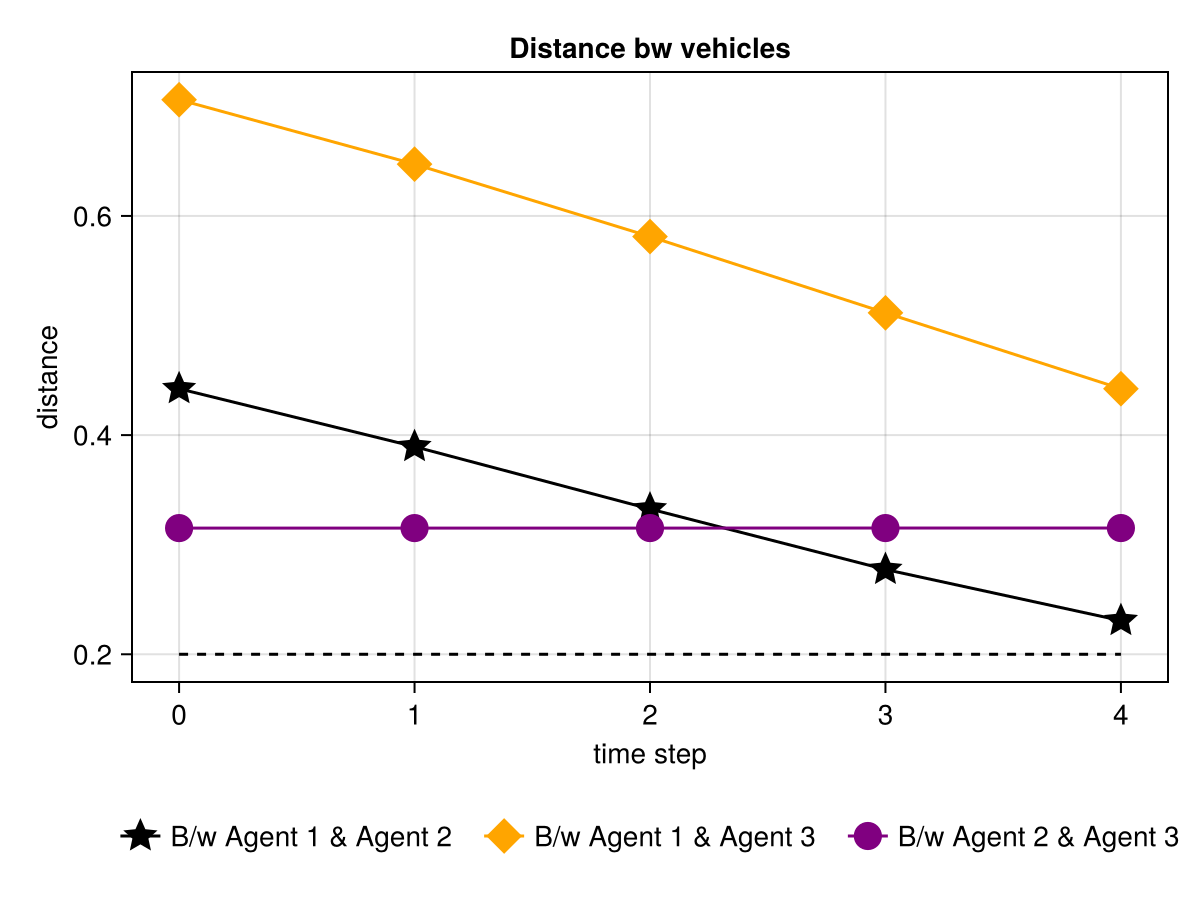 Distance bw vehicles
distance
0.6
0.4
0.2
0 1 2 3 4
time step
B/w Agent 1 & Agent 2 B/w Agent 1 & Agent 3 B/w Agent 2 & Agent 3